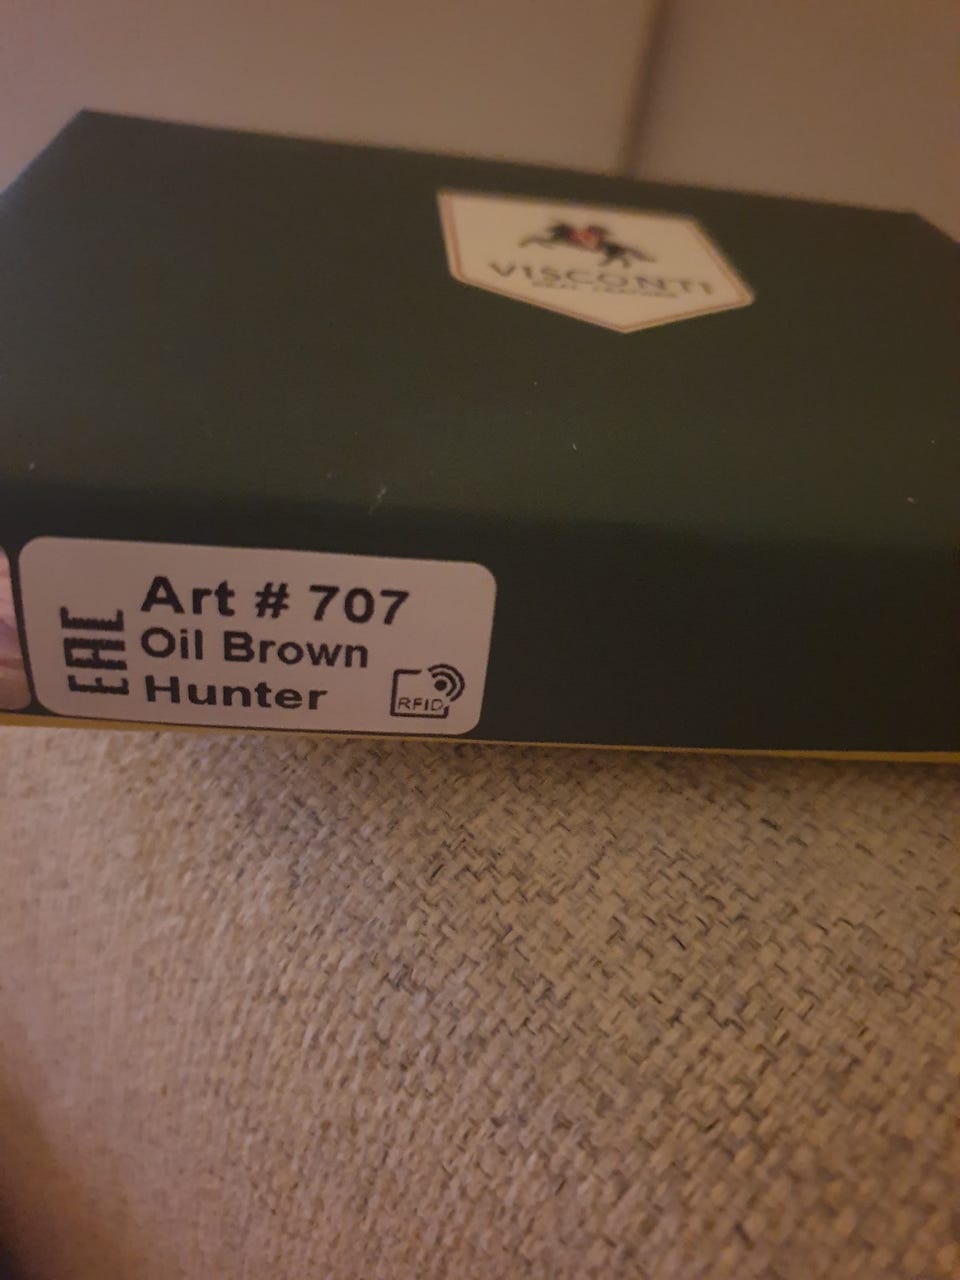 VISCONTI
Art # 707
Oil Brown
Hunter
EAC
RFID